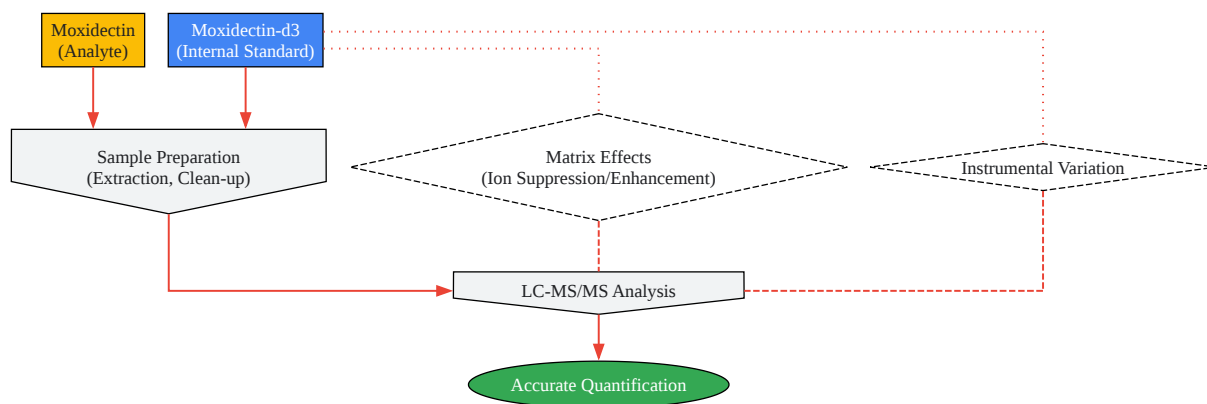 Moxidectin
(Analyte)
Moxidectin-d3
(Internal Standard)
Sample Preparation
(Extraction, Clean-up)
Matrix Effects
(Ion Suppression/Enhancement)
Instrumental Variation
LC-MS/MS Analysis
Accurate Quantification